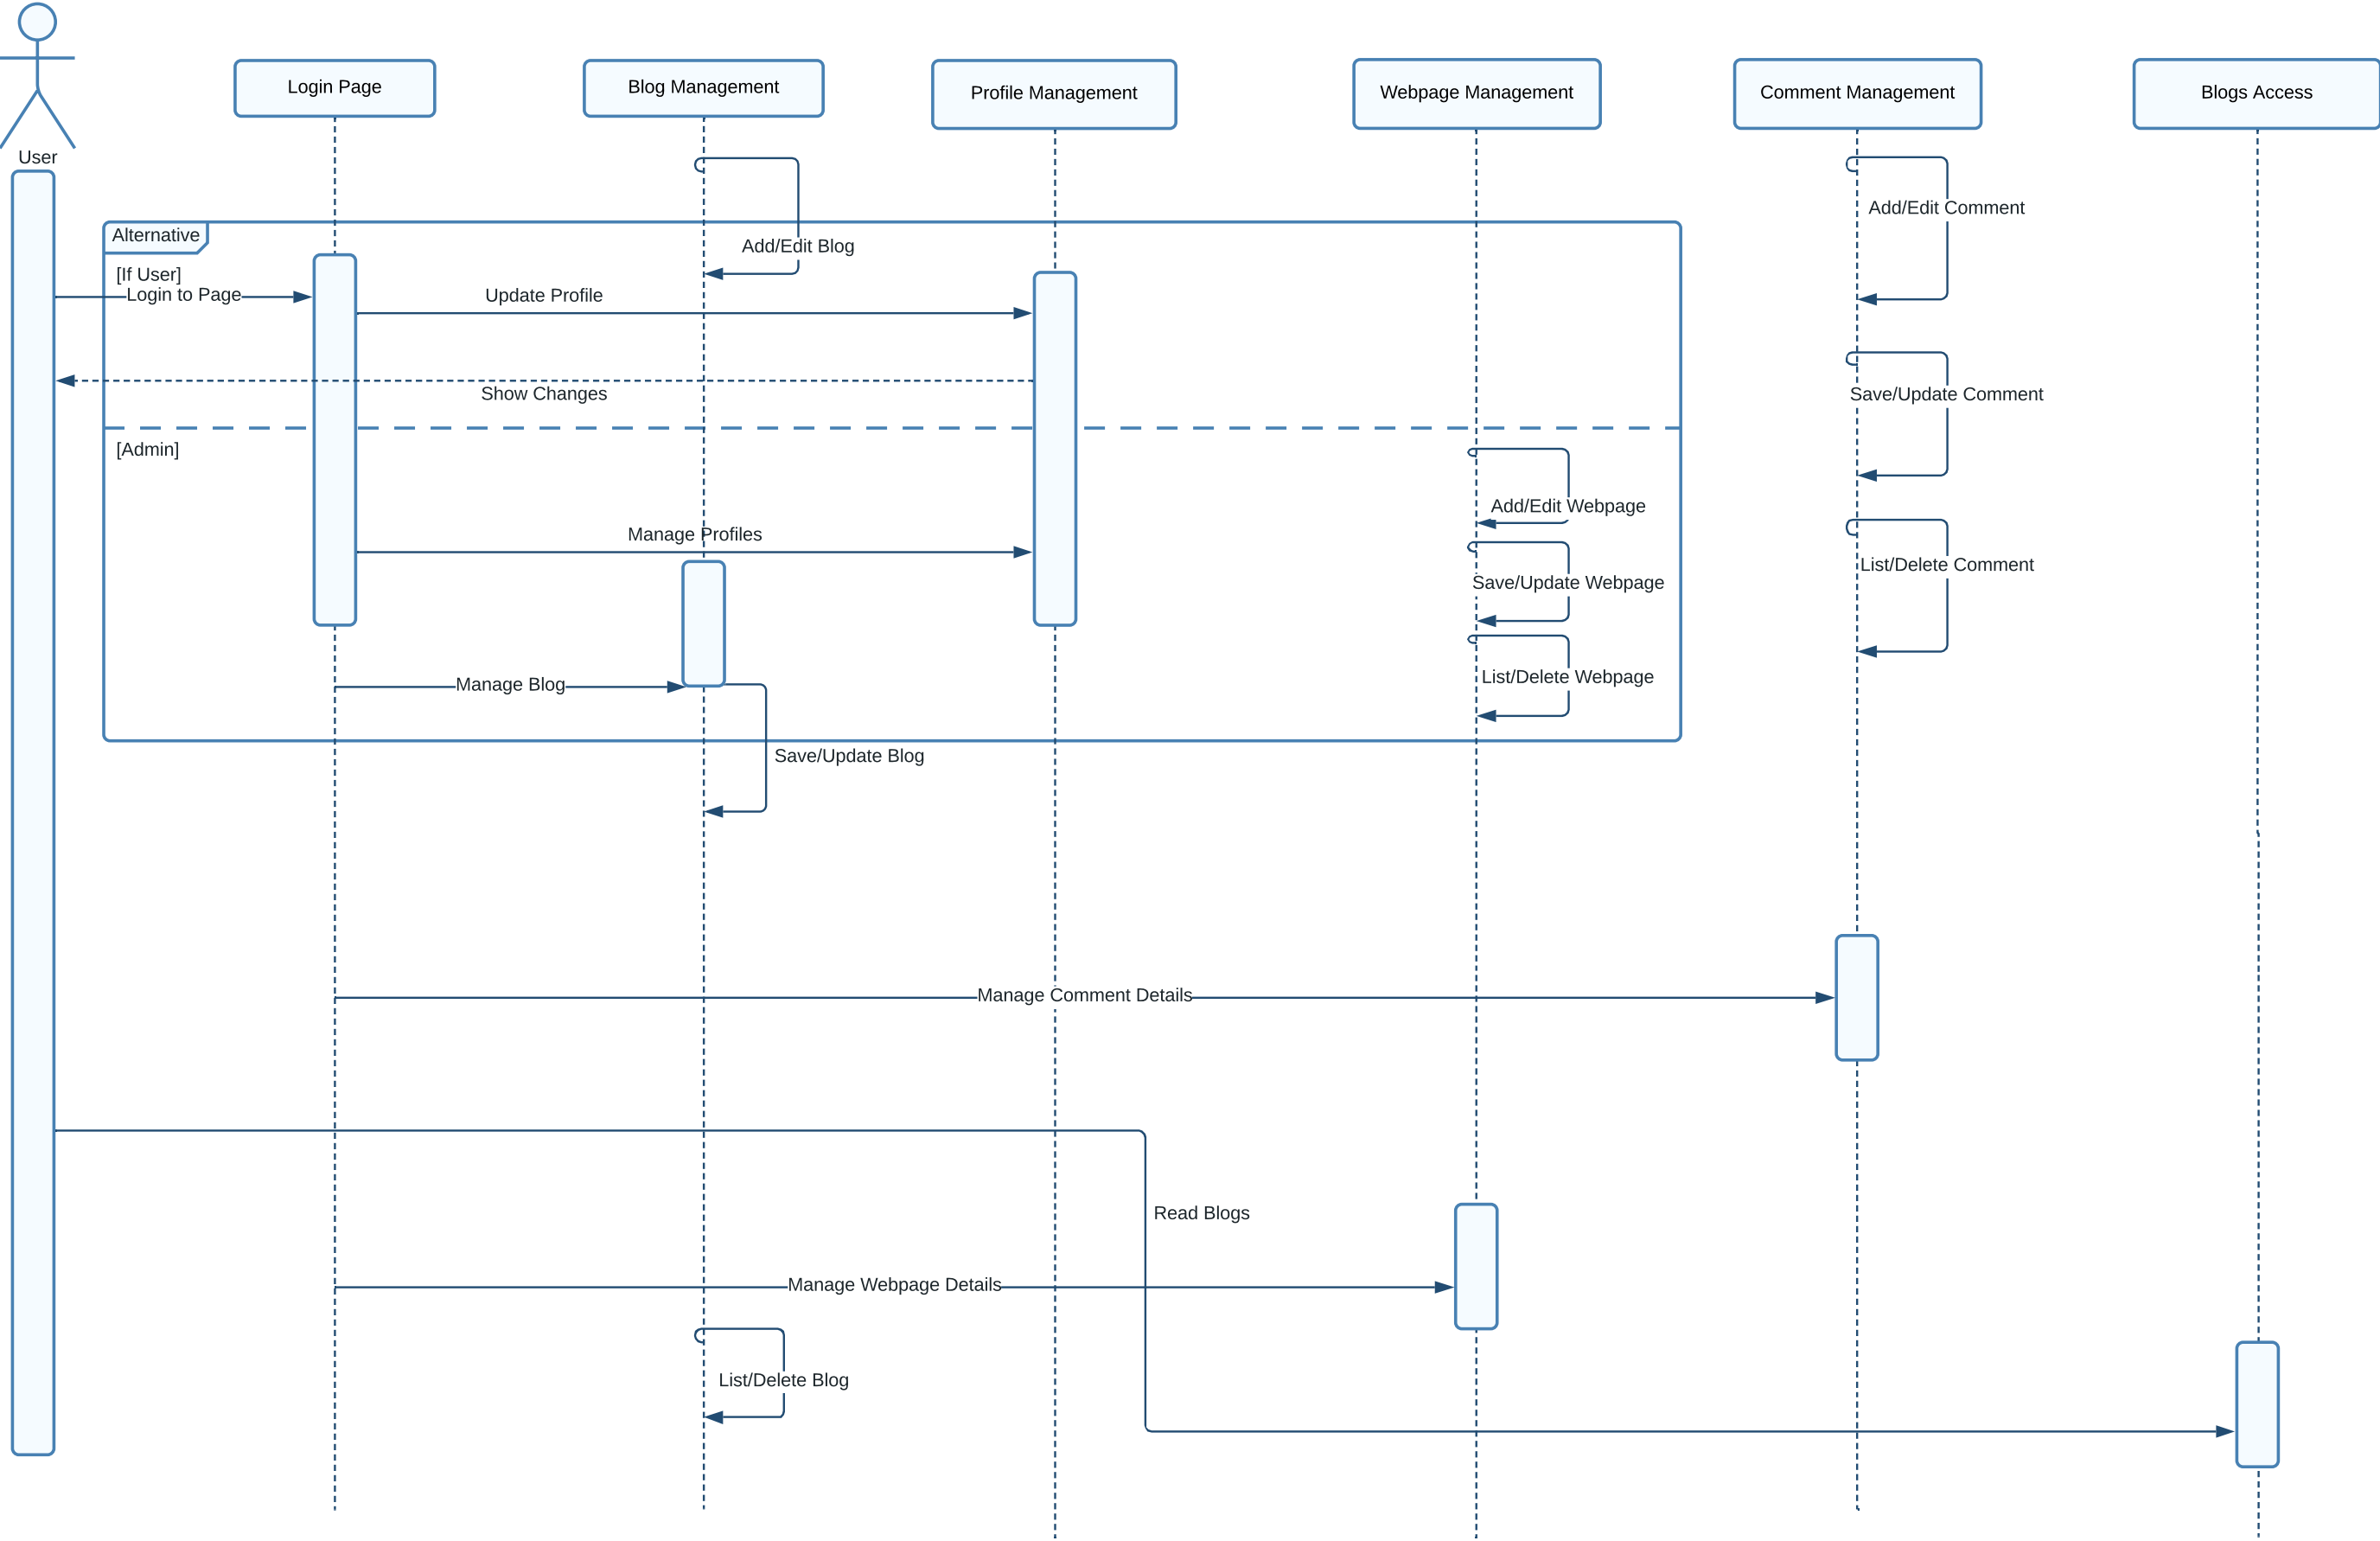 User
Login Page
Blog Management
Profile Management
Webpage Management
Comment Management
Blogs Access
Add/Edit Comment
Alternative
Add/Edit Blog
[If User]
Login to Page
Update Profile
Show Changes
Save/Update Comment
[Admin]
Add/Edit Webpage
Manage Profiles
List/Delete Comment
Save/Update Webpage
List/Delete Webpage
Manage Blog
Save/Update Blog
Manage Comment Details
Read Blogs
Manage Webpage Details
List/Delete Blog